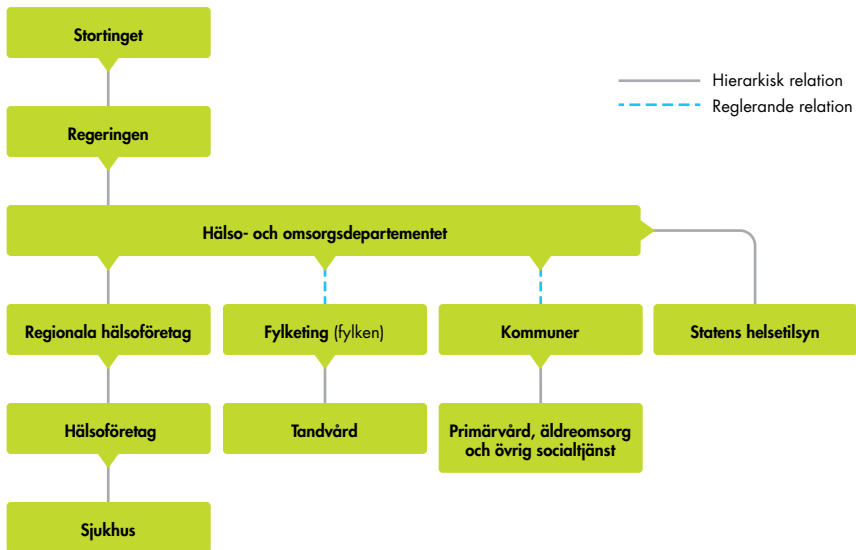 Stortinget
Hierarkisk relation
Reglerande relation
Regeringen
Hälso- och omsorgsdepartementet
Regionala hälsoföretag
Fylketing (fylken)
Kommuner
Statens helsetilsyn
Hälsoföretag
Tandvård
Primärvård, äldreomsorg
och övrig socialtjänst
Sjukhus